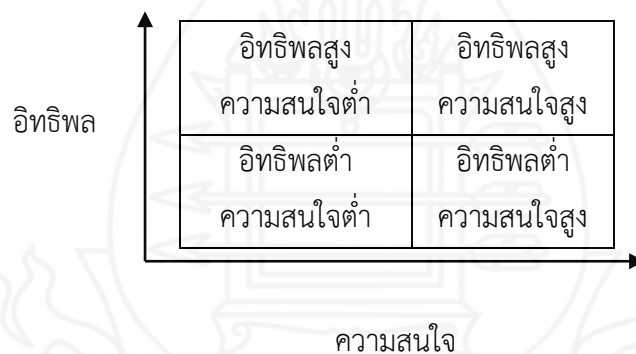 อิทธิพลสูง อิทธิพลสูง
ความสนใจต่ำ ความสนใจสูง
อิทธิพล
อิทธิพลต่ำ อิทธิพลต่ำ
ความสนใจต่ำ ความสนใจสูง
ความสนใจ